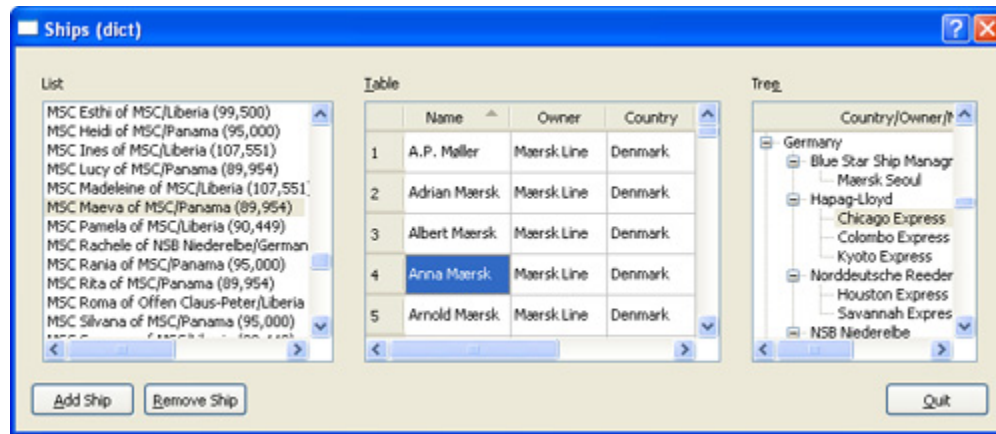 Ships (dict)
List
MSC Esthi of MSC/Liberia (99,500)
MSC Heidi of MSC/Panama (95,000)
MSC Ines of MSC/Liberia (107,551)
MSC Lucy of MSC/Panama (89,954)
MSC Madeleine of MSC/Liberia (107,551
MSC Maeva of MSC/Panama (89,954)
MSC Pamela of MSC/Liberia (90,449)
MSC Rachele of NSB Niederelbe/German
MSC Rania of MSC/Panama (95,000)
MSC Rita of MSC/Panama (89,954)
MSC Roma of Offen Claus-Peter/Liberia
MSC Silvana of MSC/Panama (95,000)
Table
Name Owner Country
1 A.P. Møller Mærsk Line Denmark
2 Adrian Mærsk Mærsk Line Denmark
3 Albert Mærsk Mærsk Line Denmark
4 Anna Mærsk Mærsk Line Denmark
5 Arnold Mærsk Mærsk Line Denmark
Tree
Country/Owner/
Germany
Blue Star Ship Managr
Mærsk Seoul
Hapag-Lloyd
Chicago Express
Colombo Express
Kyoto Express
Norddeutsche Reeder
Houston Express
Savannah Expres
NSB Niederelbe
Add Ship
Remove Ship
Quit